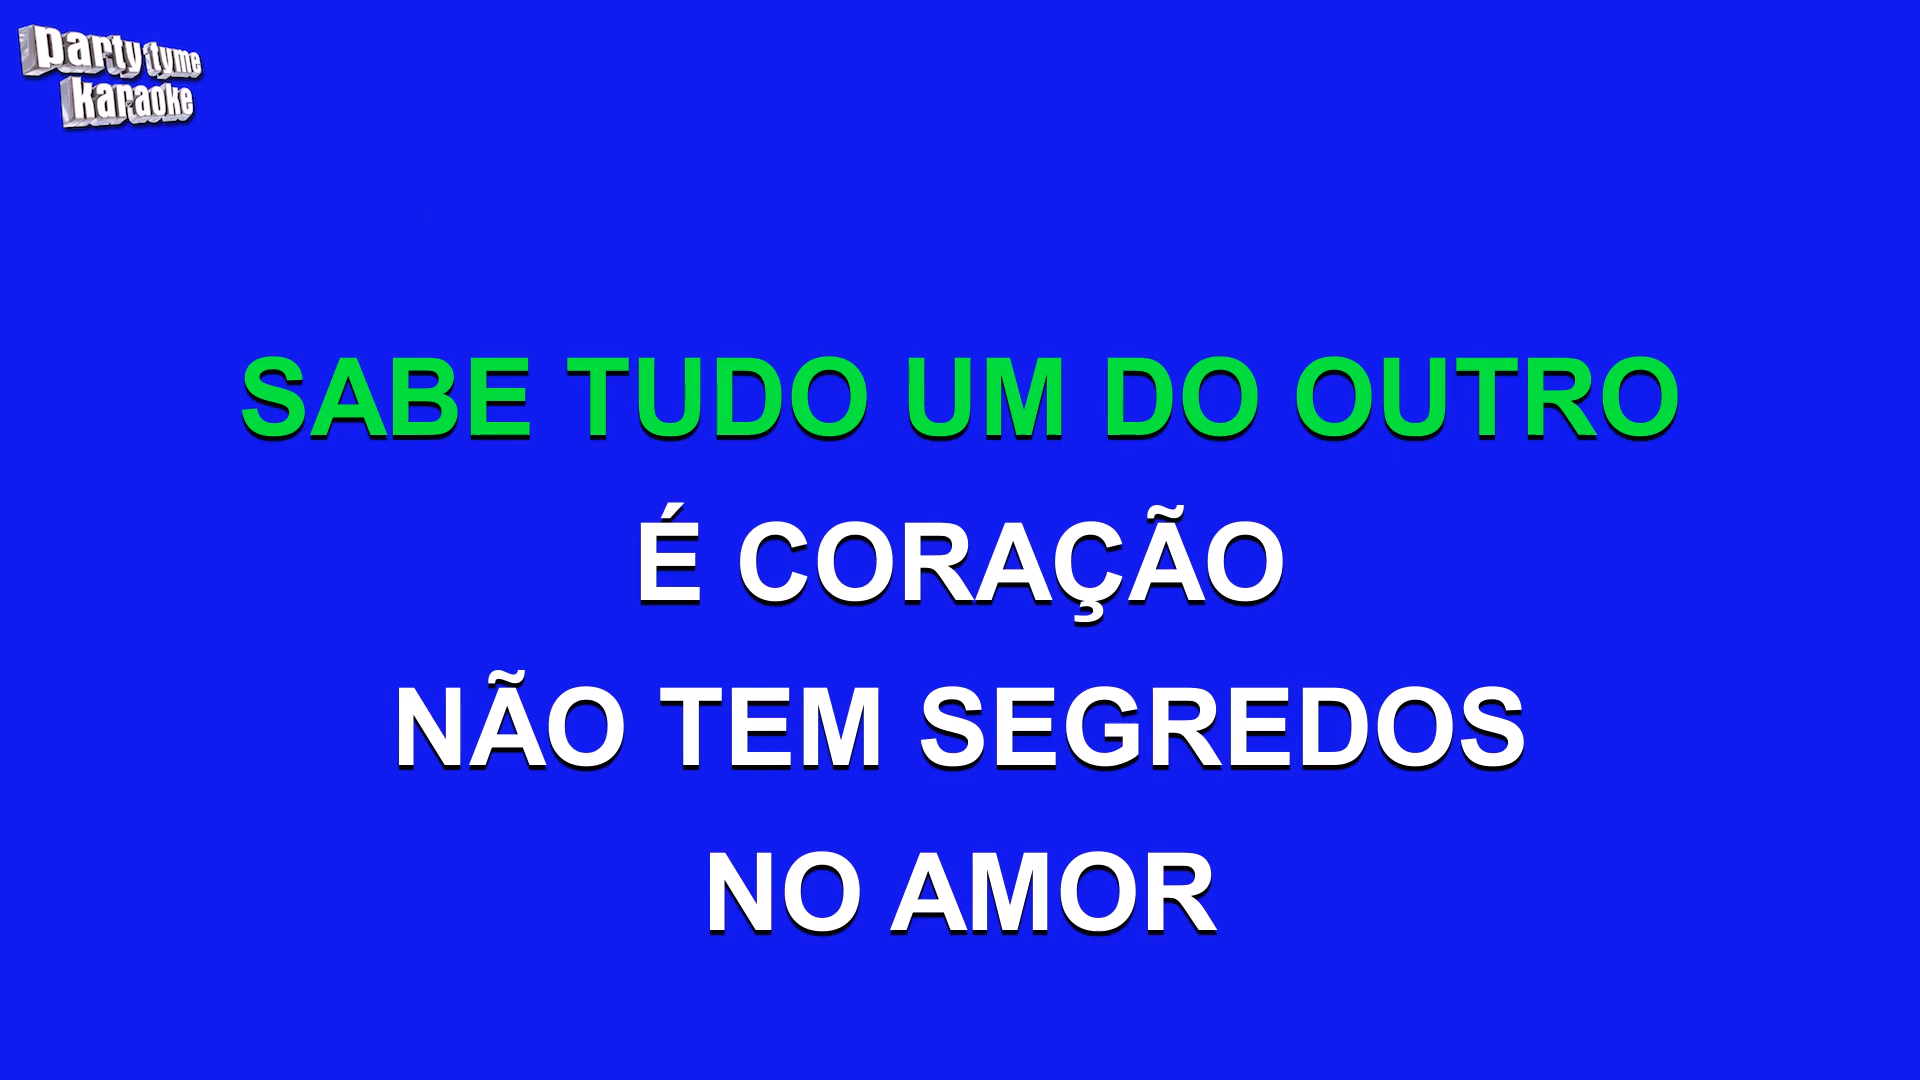 party tyme
karaoke
SABE TUDO UM DO OUTRO
É CORAÇÃO
NÃO TEM SEGREDOS
NO AMOR